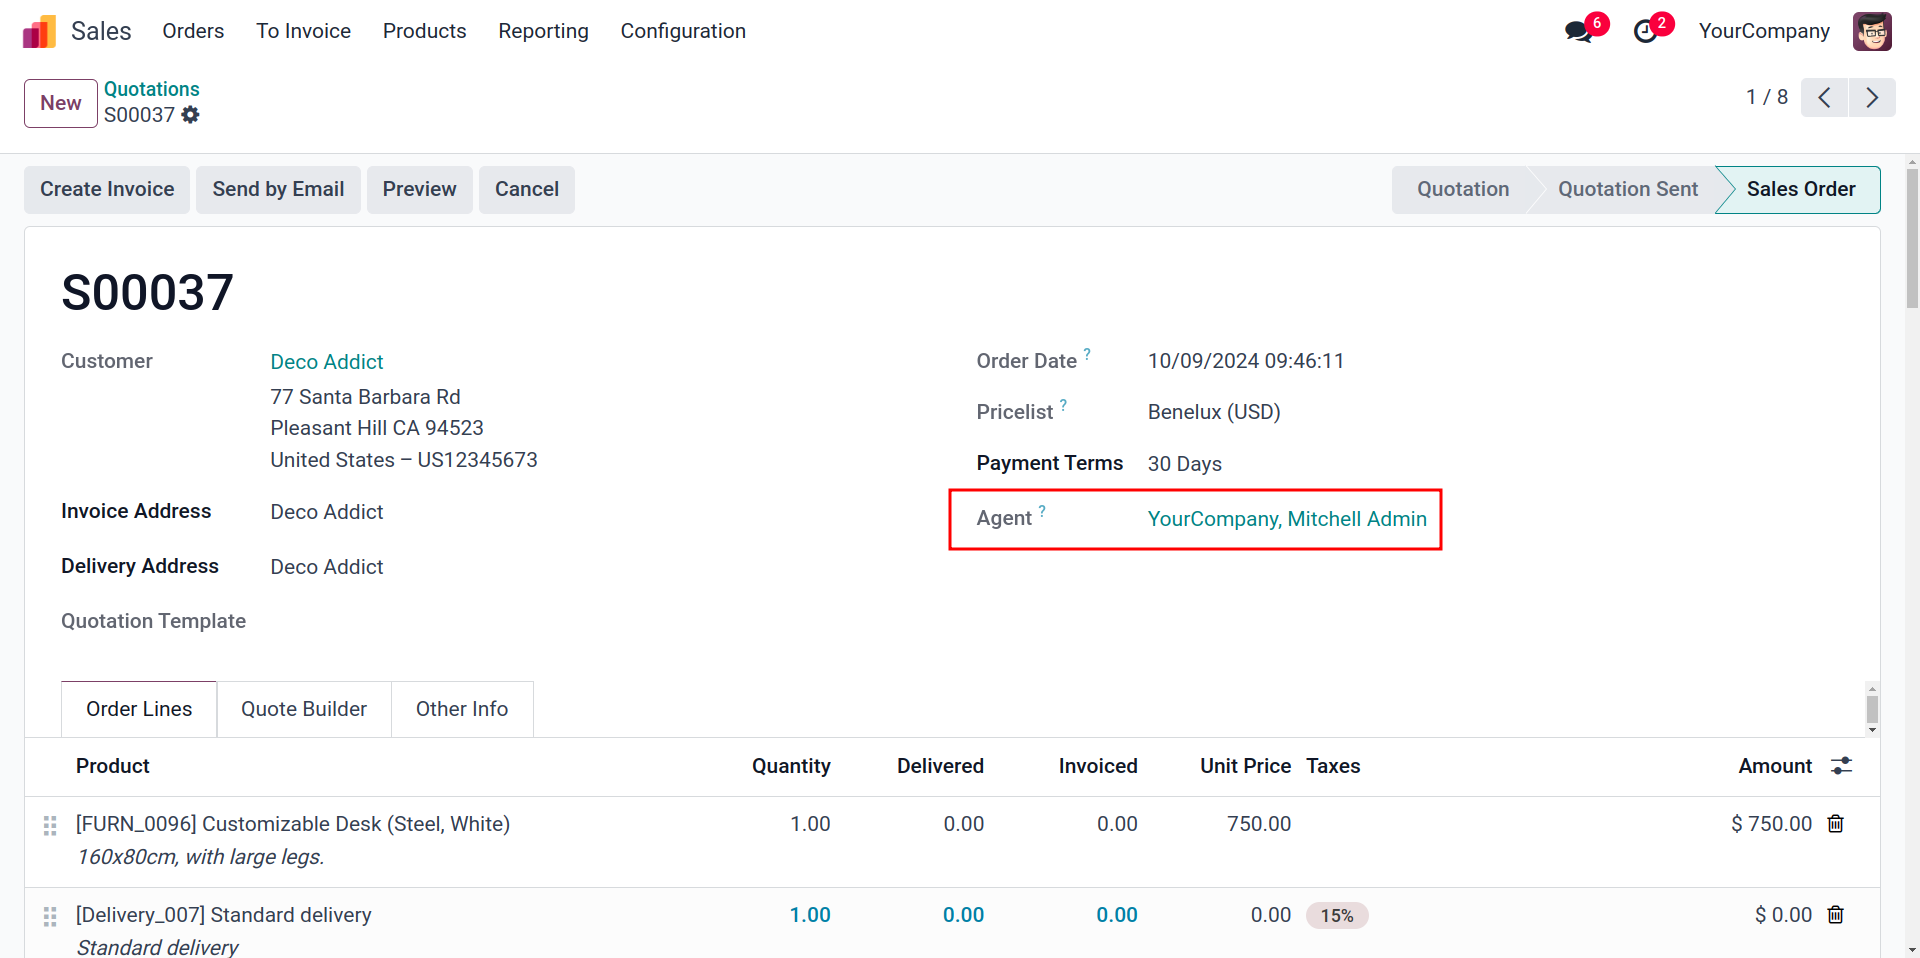 Sales Orders To Invoice Products Reporting Configuration 6 2 YourCompany
New Quotations
S00037
1 / 8
Create Invoice Send by Email Preview Cancel Quotation Quotation Sent Sales Order
S00037
Customer Deco Addict Order Date ? 10/09/2024 09:46:11
77 Santa Barbara Rd
Pleasant Hill CA 94523
United States – US12345673
Pricelist ? Benelux (USD)
Payment Terms 30 Days
Invoice Address Deco Addict Agent ? YourCompany, Mitchell Admin
Delivery Address Deco Addict
Quotation Template
Order Lines Quote Builder Other Info
Product Quantity Delivered Invoiced Unit Price Taxes Amount
[FURN_0096] Customizable Desk (Steel, White) 1.00 0.00 0.00 750.00 $ 750.00
160x80cm, with large legs.
[Delivery_007] Standard delivery 1.00 0.00 0.00 0.00 15% $ 0.00
Standard delivery